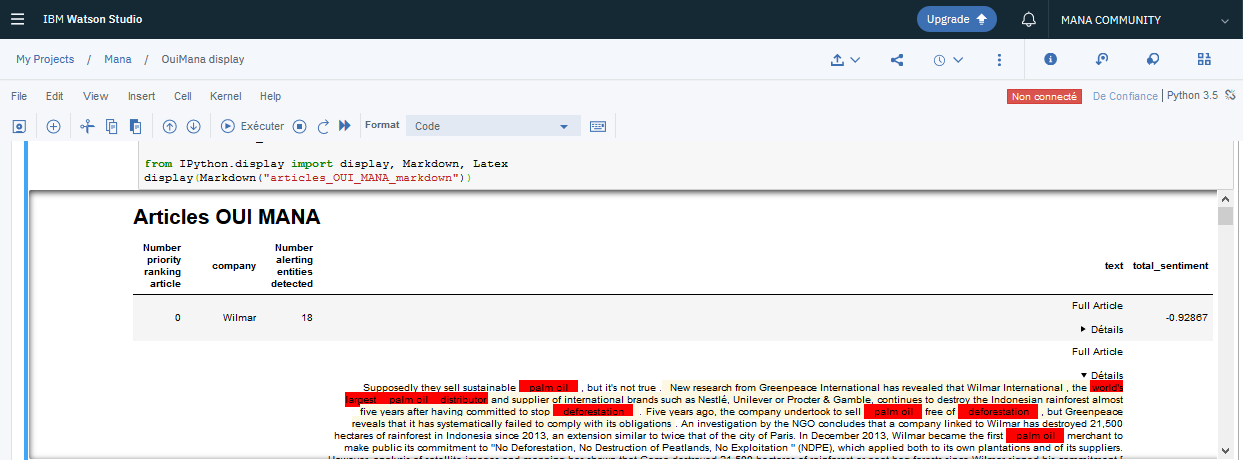 IBM Watson Studio
Upgrade
MANA COMMUNITY
My Projects / Mana / OuiMana display
File Edit View Insert Cell Kernel Help
Non connecté
De Confiance | Python 3.5
Exécuter
Format
Code
from IPython.display import display, Markdown, Latex
display(Markdown("articles_OUI_MANA_markdown"))
Articles OUI MANA
Number priority ranking article
company
Number alerting entities detected
text
total_sentiment
Full Article
0 Wilmar 18 -0.92867
Détails
Full Article
Détails
Supposedly they sell sustainable palm oil , but it's not true . New research from Greenpeace International has revealed that Wilmar International , the world's
largest palm oil distributor and supplier of international brands such as Nestlé, Unilever or Procter & Gamble, continues to destroy the Indonesian rainforest almost
five years after having committed to stop deforestation . Five years ago, the company undertook to sell palm oil free of deforestation , but Greenpeace
reveals that it has systematically failed to comply with its obligations . An investigation by the NGO concludes that a company linked to Wilmar has destroyed 21,500
hectares of rainforest in Indonesia since 2013, an extension similar to twice that of the city of Paris. In December 2013, Wilmar became the first palm oil merchant to
make public its commitment to "No Deforestation, No Destruction of Peatlands, No Exploitation " (NDPE), which applied both to its own plantations and of its suppliers.